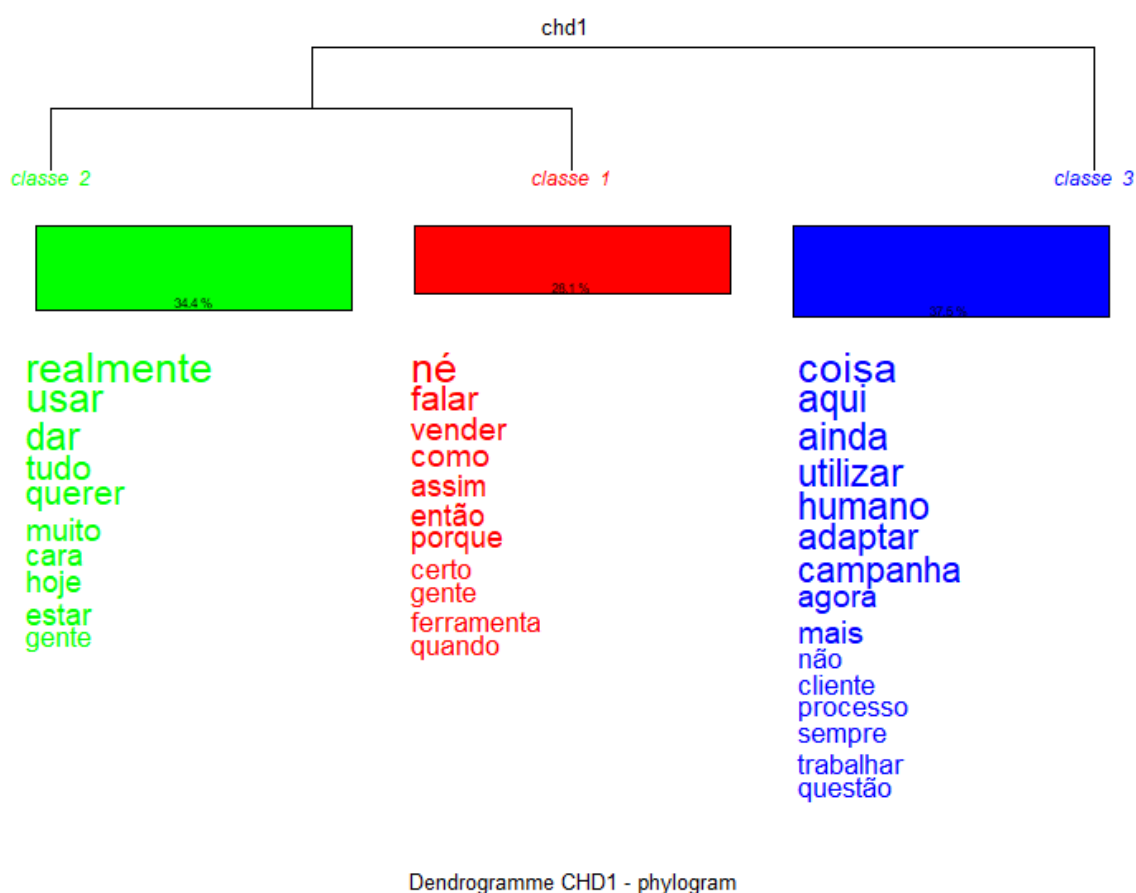 chd1
classe 2
classe 1
classe 3
34.4 %
28.1 %
37.5 %
realmente
usar
dar
tudo
querer
muito
cara
hoje
estar
gente
né
falar
vender
como
assim
então
porque
certo
gente
ferramenta
quando
coisa
aqui
ainda
utilizar
humano
adaptar
campanha
agora
mais
não
cliente
processo
sempre
trabalhar
questão
Dendrogramme CHD1 - phylogram